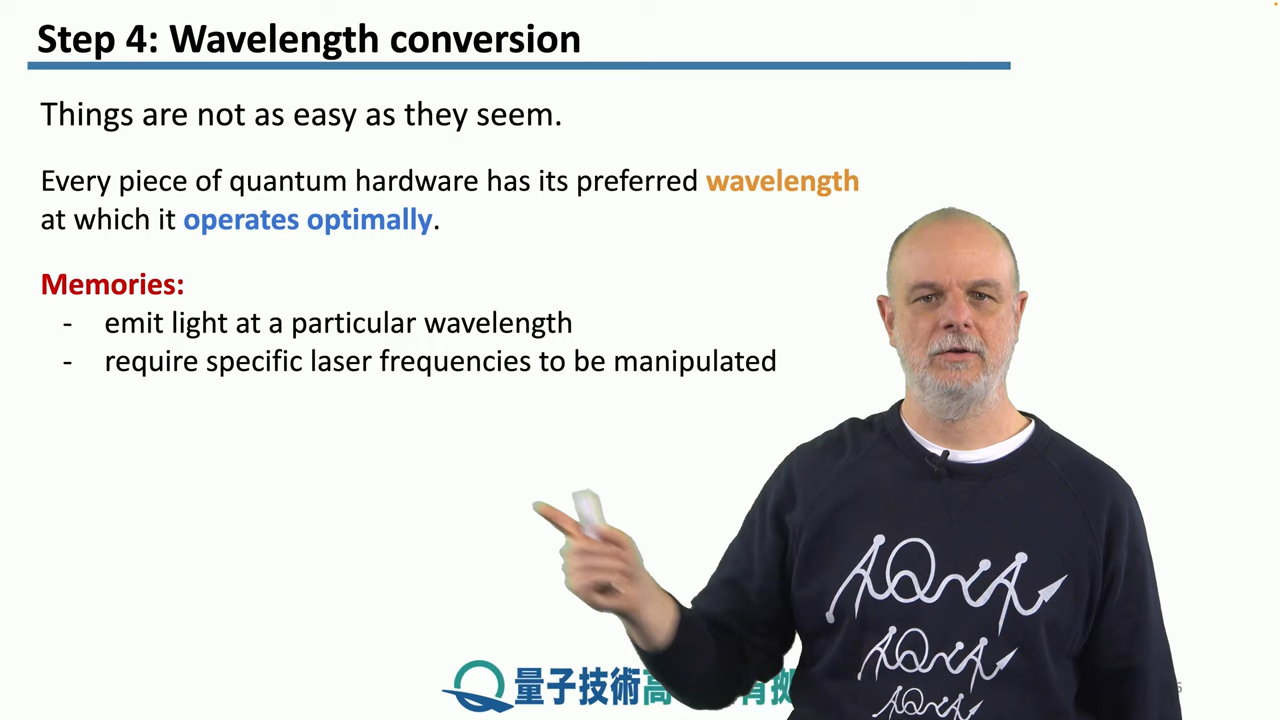 Step 4: Wavelength conversion
Things are not as easy as they seem.
Every piece of quantum hardware has its preferred wavelength
at which it operates optimally.
Memories:
- emit light at a particular wavelength
- require specific laser frequencies to be manipulated
量子技術高
育